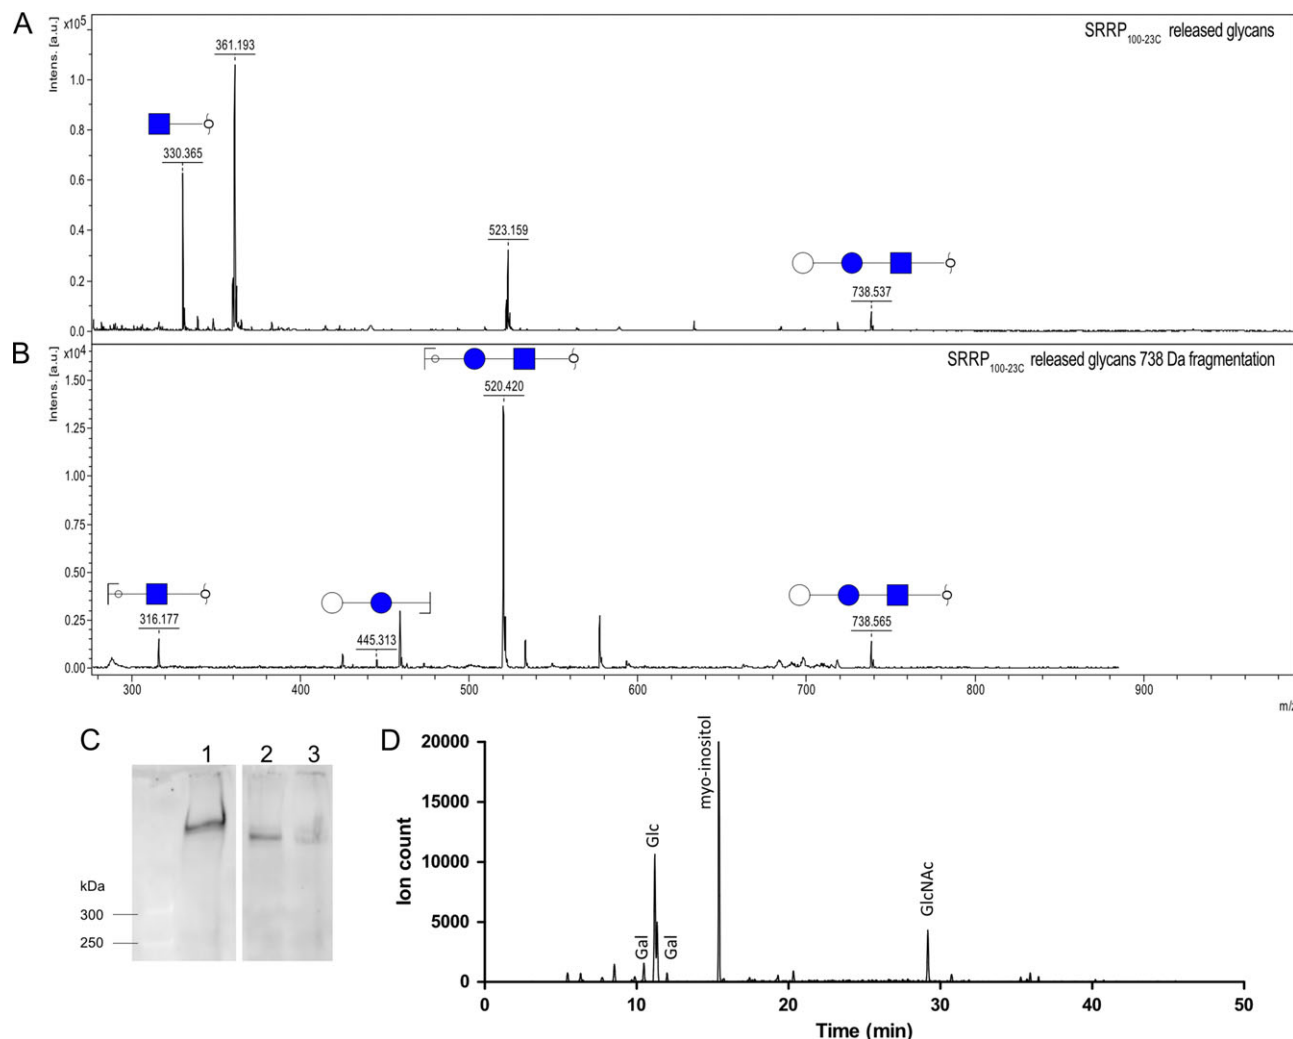 A
SRRP100-23C released glycans
Intens. [a.u.]
x10^5
1.0
0.8
0.6
0.4
0.2
0.0
361.193
330.365
523.159
738.537
B
SRRP100-23C released glycans 738 Da fragmentation
Intens. [a.u.]
x10^4
1.50
1.25
1.00
0.75
0.50
0.25
0.00
520.420
316.177
445.313
738.565
300
400
500
600
700
800
900
m/z
C
1
2
3
kDa
300
250
D
Ion count
20000
15000
10000
5000
0
Gal
Glc
Gal
myo-inositol
GlcNAc
0
10
20
30
40
50
Time (min)